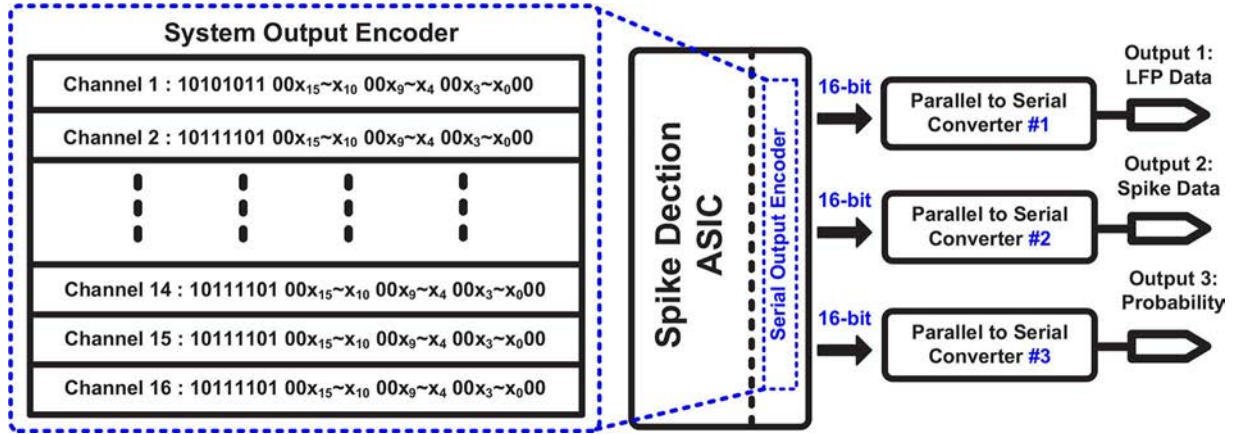 System Output Encoder
Channel 1 : 10101011 00x₁₅~x₁₀ 00x₉~x₄ 00x₃~x₀00
Channel 2 : 10111101 00x₁₅~x₁₀ 00x₉~x₄ 00x₃~x₀00
Channel 14 : 10111101 00x₁₅~x₁₀ 00x₉~x₄ 00x₃~x₀00
Channel 15 : 10111101 00x₁₅~x₁₀ 00x₉~x₄ 00x₃~x₀00
Channel 16 : 10111101 00x₁₅~x₁₀ 00x₉~x₄ 00x₃~x₀00
Spike Dection
ASIC
Serial Output Encoder
16-bit
Parallel to Serial
Converter #1
Output 1:
LFP Data
16-bit
Parallel to Serial
Converter #2
Output 2:
Spike Data
16-bit
Parallel to Serial
Converter #3
Output 3:
Probability